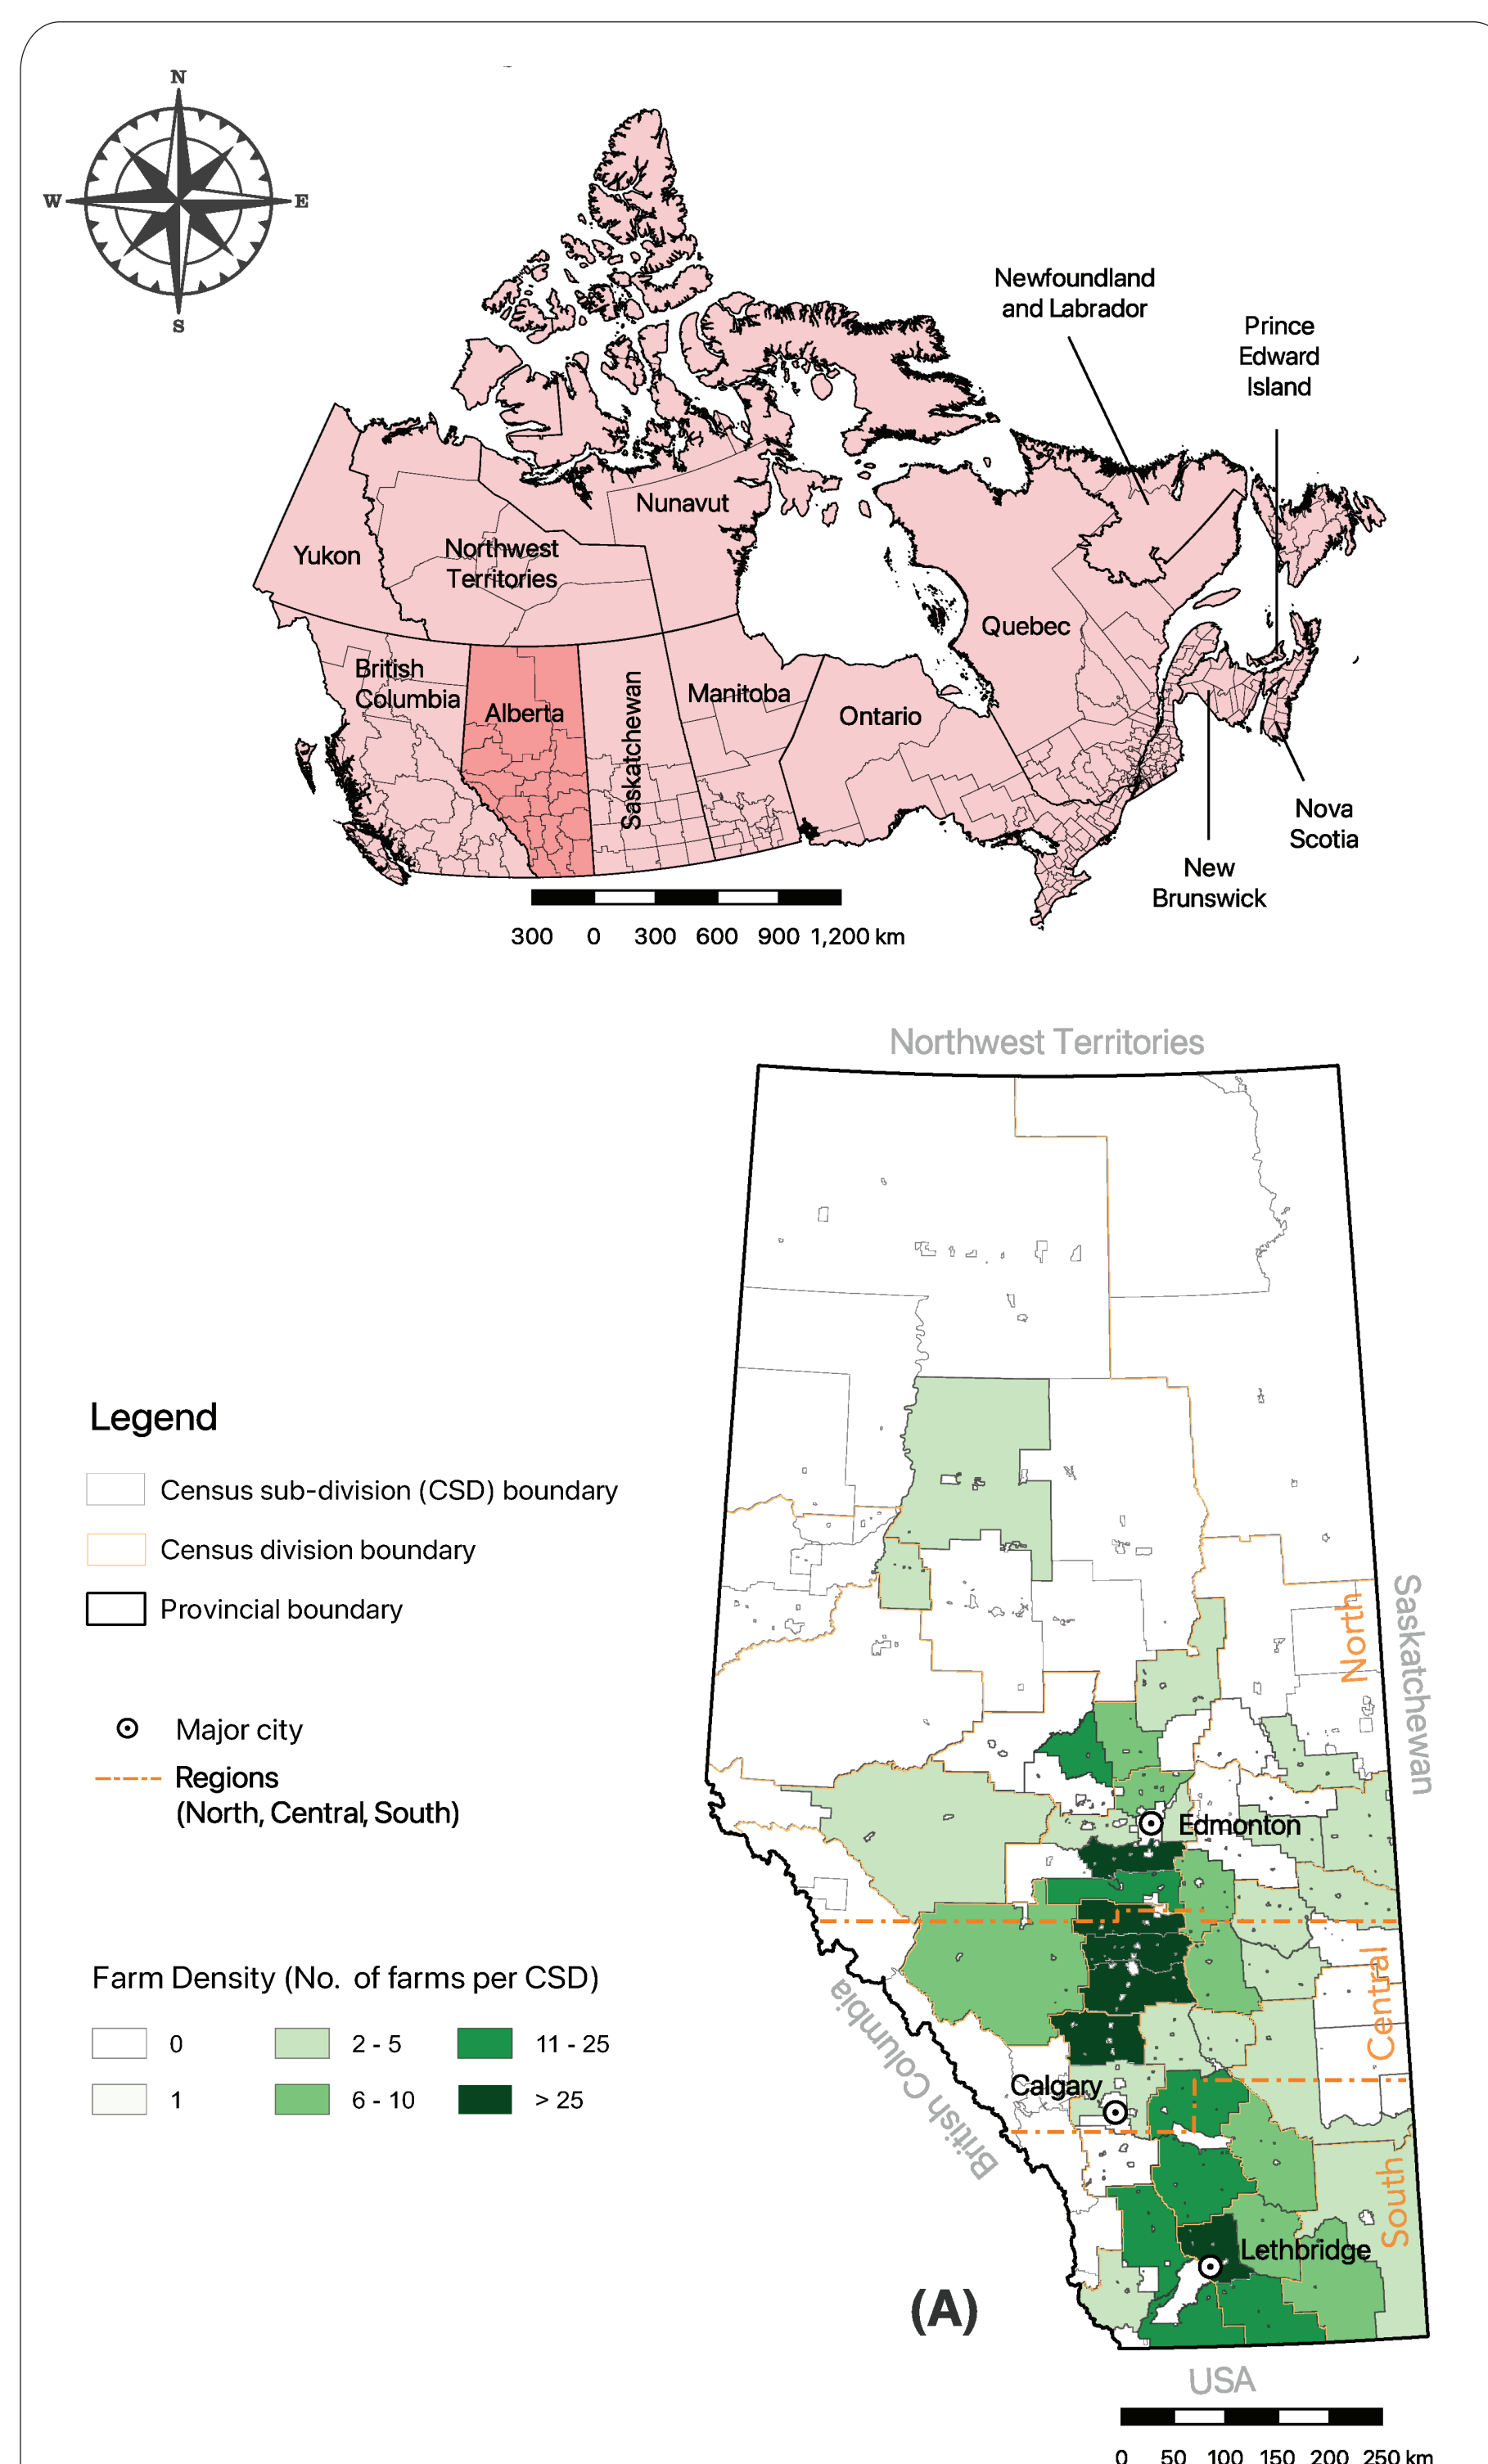 N
W
E
S
Newfoundland
and Labrador
Prince
Edward
Island
Nunavut
Yukon
Northwest
Territories
Quebec
British
Columbia
Alberta
Saskatchewan
Manitoba
Ontario
Nova
Scotia
New
Brunswick
300 0 300 600 900 1,200 km
Northwest Territories
Legend
Census sub-division (CSD) boundary
Census division boundary
Provincial boundary
Major city
Regions
(North, Central, South)
Farm Density (No. of farms per CSD)
0
2 - 5
11 - 25
1
6 - 10
> 25
North
Saskatchewan
Edmonton
Central
British Columbia
Calgary
South
Lethbridge
(A)
USA
0 50 100 150 200 250 km